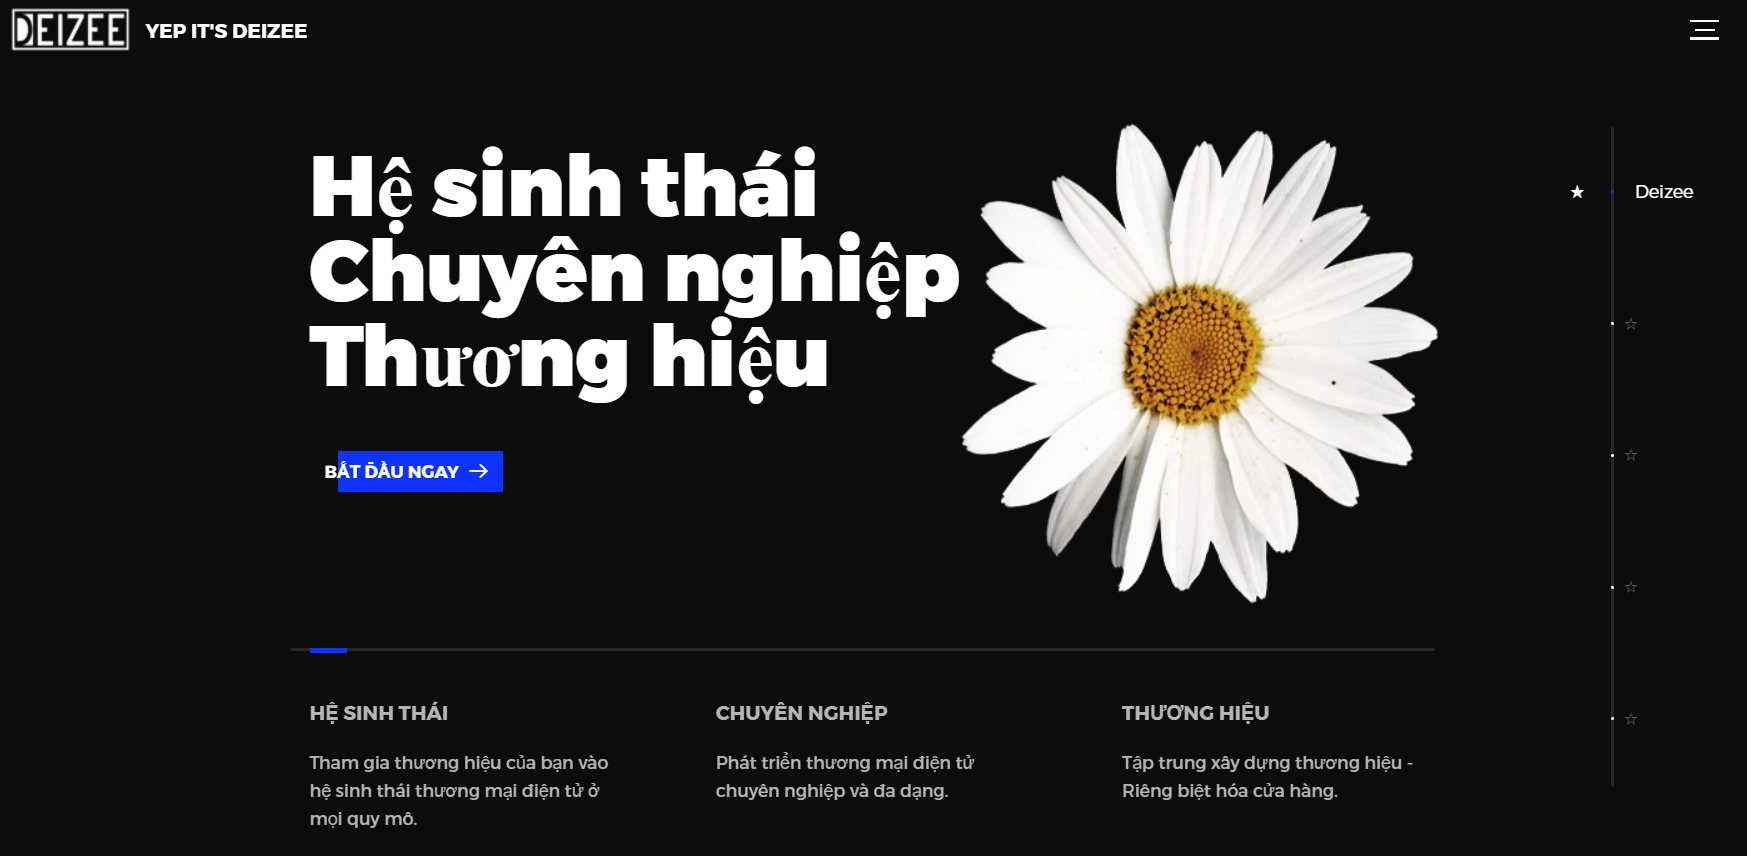 DEIZEE
YEP IT'S DEIZEE
Hệ sinh thái
Chuyên nghiệp
Thương hiệu
Deizee
BẮT ĐẦU NGAY
HỆ SINH THÁI
Tham gia thương hiệu của bạn vào
hệ sinh thái thương mại điện tử ở
mọi quy mô.
CHUYÊN NGHIỆP
Phát triển thương mại điện tử
chuyên nghiệp và đa dạng.
THƯƠNG HIỆU
Tập trung xây dựng thương hiệu -
Riêng biệt hóa cửa hàng.